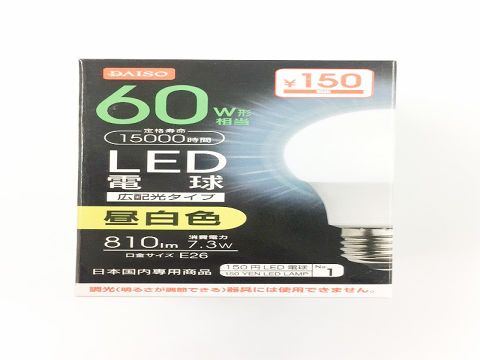 DAISO
¥150
60W形相当
定格寿命
15000時間
LED
電球
広配光タイプ
昼白色
消費電力
810lm 7.3W
口金サイズ E26
日本国内専用商品
150円LED電球
150 YEN LED LAMP
No. 1
調光(明るさが調節できる)器具には使用できません。